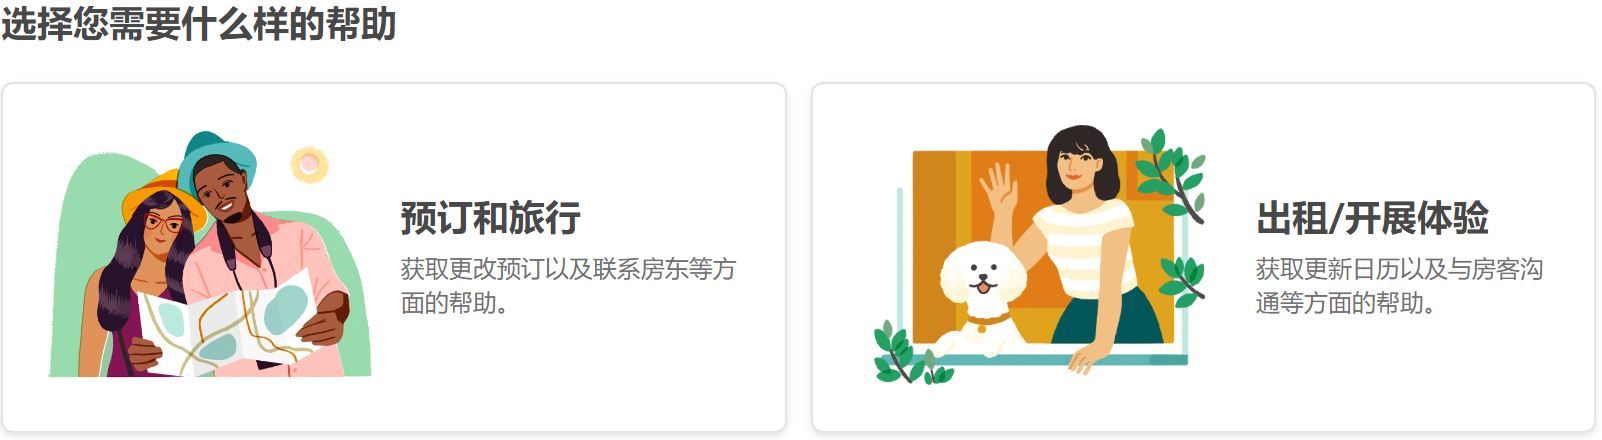 选择您需要什么样的帮助
预订和旅行
获取更改预订以及联系房东等方
面的帮助。
出租/开展体验
获取更新日历以及与房客沟
通等方面的帮助。